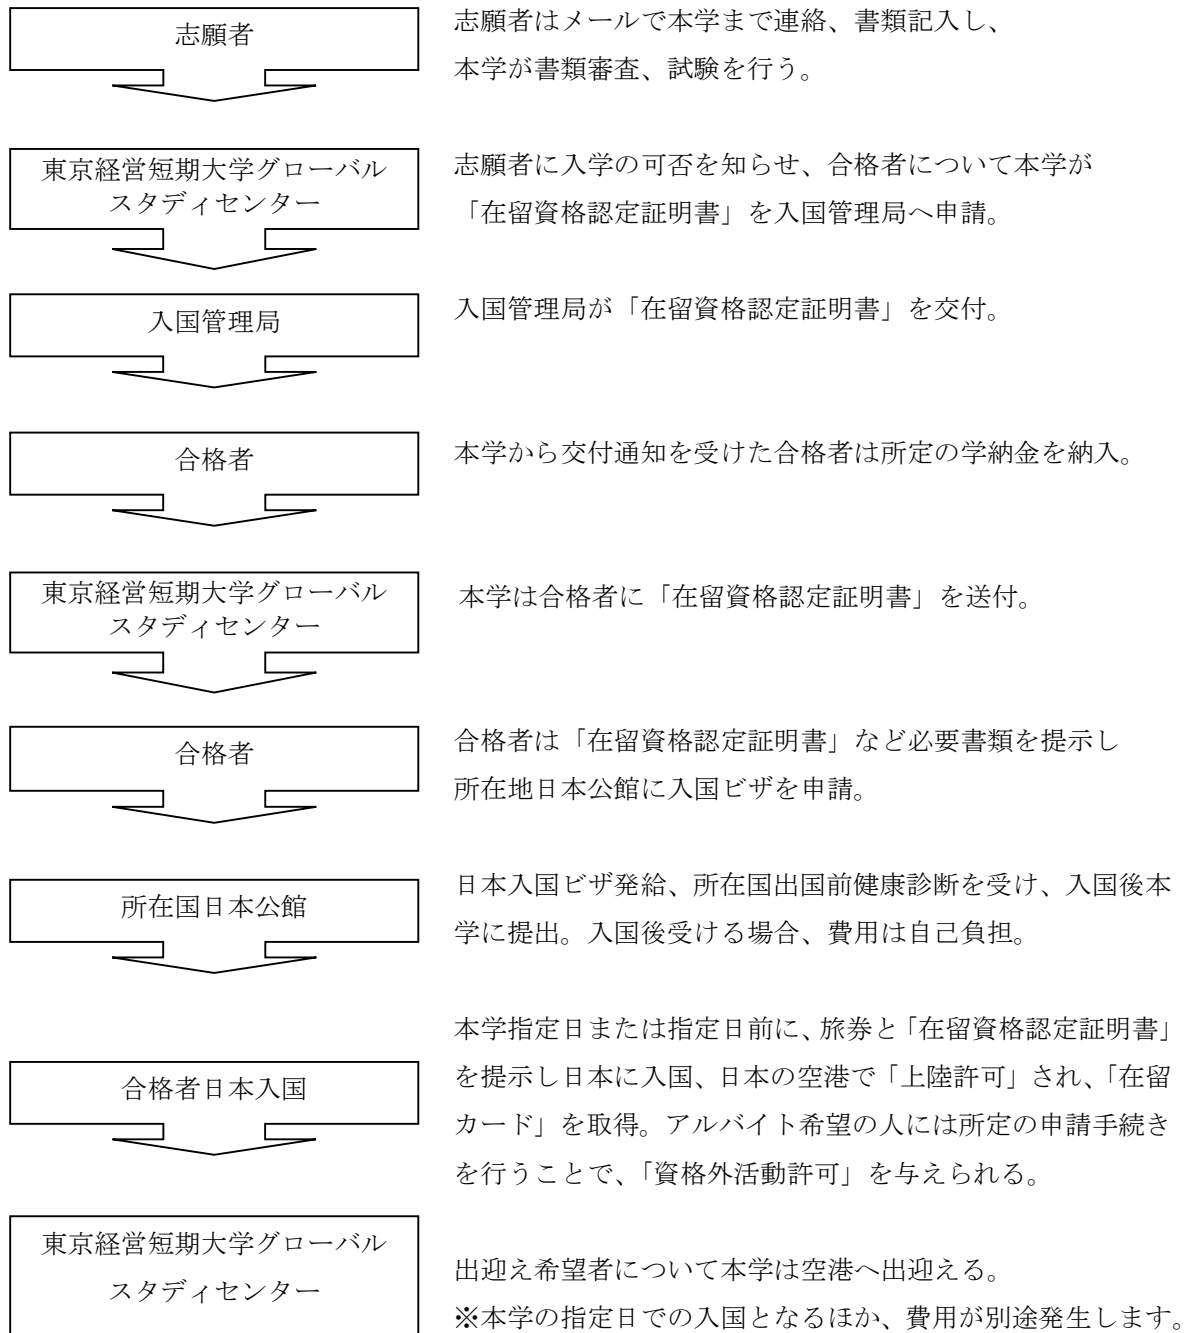 志願者
志願者はメールで本学まで連絡、書類記入し、
本学が書類審査、試験を行う。
東京経営短期大学グローバル
スタディセンター
志願者に入学の可否を知らせ、合格者について本学が
「在留資格認定証明書」を入国管理局へ申請。
入国管理局
入国管理局が「在留資格認定証明書」を交付。
合格者
本学から交付通知を受けた合格者は所定の学納金を納入。
東京経営短期大学グローバル
スタディセンター
本学は合格者に「在留資格認定証明書」を送付。
合格者
合格者は「在留資格認定証明書」など必要書類を提示し
所在地日本公館に入国ビザを申請。
所在国日本公館
日本入国ビザ発給、所在国出国前健康診断を受け、入国後本
学に提出。入国後受ける場合、費用は自己負担。
合格者日本入国
本学指定日または指定日前に、旅券と「在留資格認定証明書」
を提示し日本に入国、日本の空港で「上陸許可」され、「在留
カード」を取得。アルバイト希望の人には所定の申請手続き
を行うことで、「資格外活動許可」を与えられる。
東京経営短期大学グローバル
スタディセンター
出迎え希望者について本学は空港へ出迎える。
※本学の指定日での入国となるほか、費用が別途発生します。